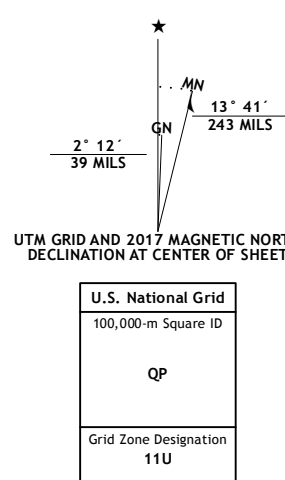 MN
GN
13° 41´
243 MILS
2° 12´
39 MILS
UTM GRID AND 2017 MAGNETIC NORT
DECLINATION AT CENTER OF SHEET
U.S. National Grid
100,000-m Square ID
QP
Grid Zone Designation
11U